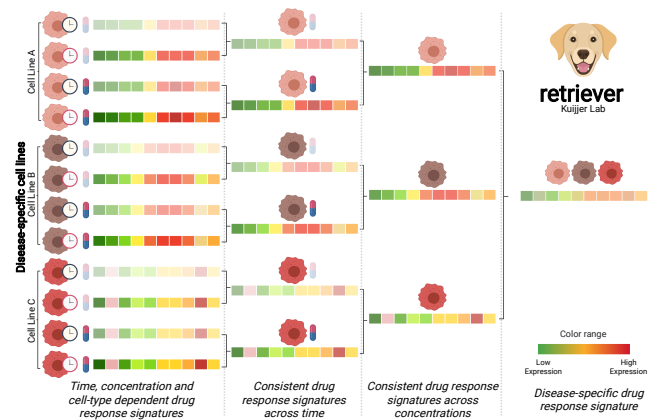 Disease-specific cell lines
Cell Line A
Cell Line B
Cell Line C
retriever
Kuijjer Lab
Color range
Low
Expression
High
Expression
Time, concentration and
cell-type dependent drug
response signatures
Consistent drug
response signatures
across time
Consistent drug response
signatures across
concentrations
Disease-specific drug
response signature